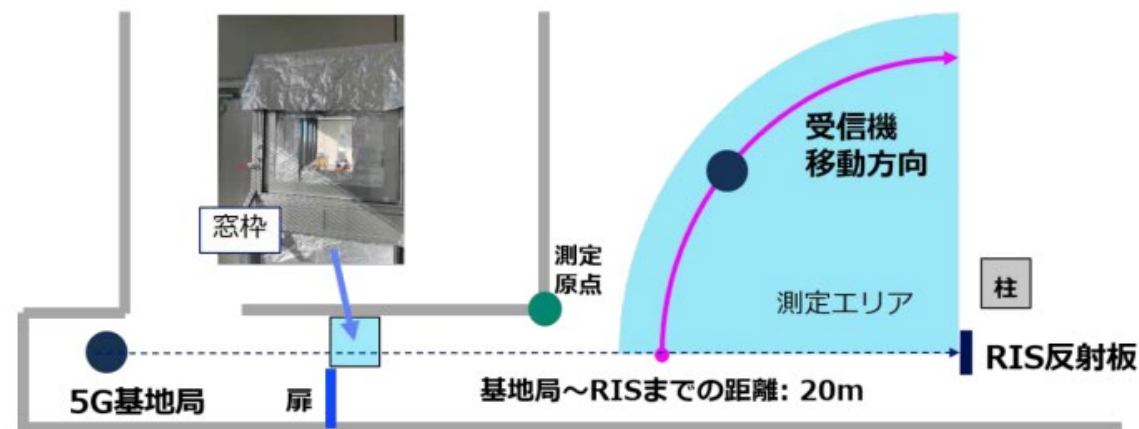 窓枠
測定
原点
受信機
移動方向
測定エリア
柱
RIS反射板
5G基地局
扉
基地局～RISまでの距離: 20m